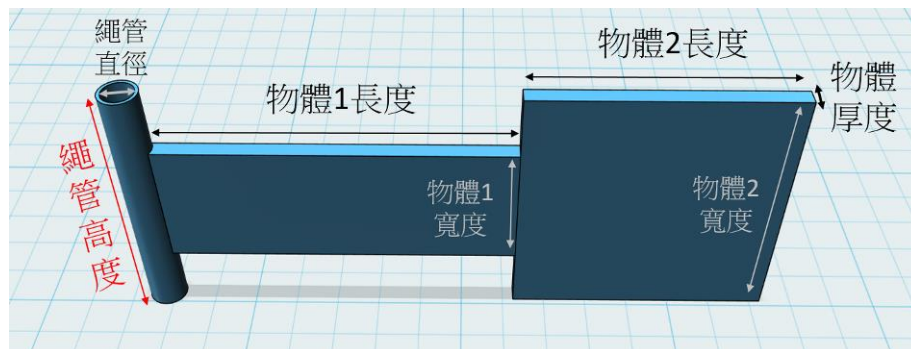 繩管
直徑
物體1長度
物體2長度
物體
厚度
繩管高度
物體1
寬度
物體2
寬度